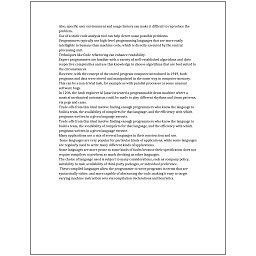 Also, specific user environment and usage history can make it difficult to reproduce the
problem.
Use of a static code analysis tool can help detect some possible problems.
Programmers typically use high-level programming languages that are more easily
intelligible to humans than machine code, which is directly executed by the central
processing unit.
Techniques like Code refactoring can enhance readability.
Expert programmers are familiar with a variety of well-established algorithms and their
respective complexities and use this knowledge to choose algorithms that are best suited to
the circumstances.
However, with the concept of the stored-program computer introduced in 1949, both
programs and data were stored and manipulated in the same way in computer memory.
This can be a non-trivial task, for example as with parallel processes or some unusual
software bugs.
In 1206, the Arab engineer Al-Jazari invented a programmable drum machine where a
musical mechanical automaton could be made to play different rhythms and drum patterns,
via pegs and cams.
Trade-offs from this ideal involve finding enough programmers who know the language to
build a team, the availability of compilers for that language, and the efficiency with which
programs written in a given language execute.
Trade-offs from this ideal involve finding enough programmers who know the language to
build a team, the availability of compilers for that language, and the efficiency with which
programs written in a given language execute.
Many applications use a mix of several languages in their construction and use.
Some languages are very popular for particular kinds of applications, while some languages
are regularly used to write many different kinds of applications.
Some languages are more prone to some kinds of faults because their specification does not
require compilers to perform as much checking as other languages.
The choice of language used is subject to many considerations, such as company policy,
suitability to task, availability of third-party packages, or individual preference.
These compiled languages allow the programmer to write programs in terms that are
syntactically richer, and more capable of abstracting the code, making it easy to target
varying machine instruction sets via compilation declarations and heuristics.